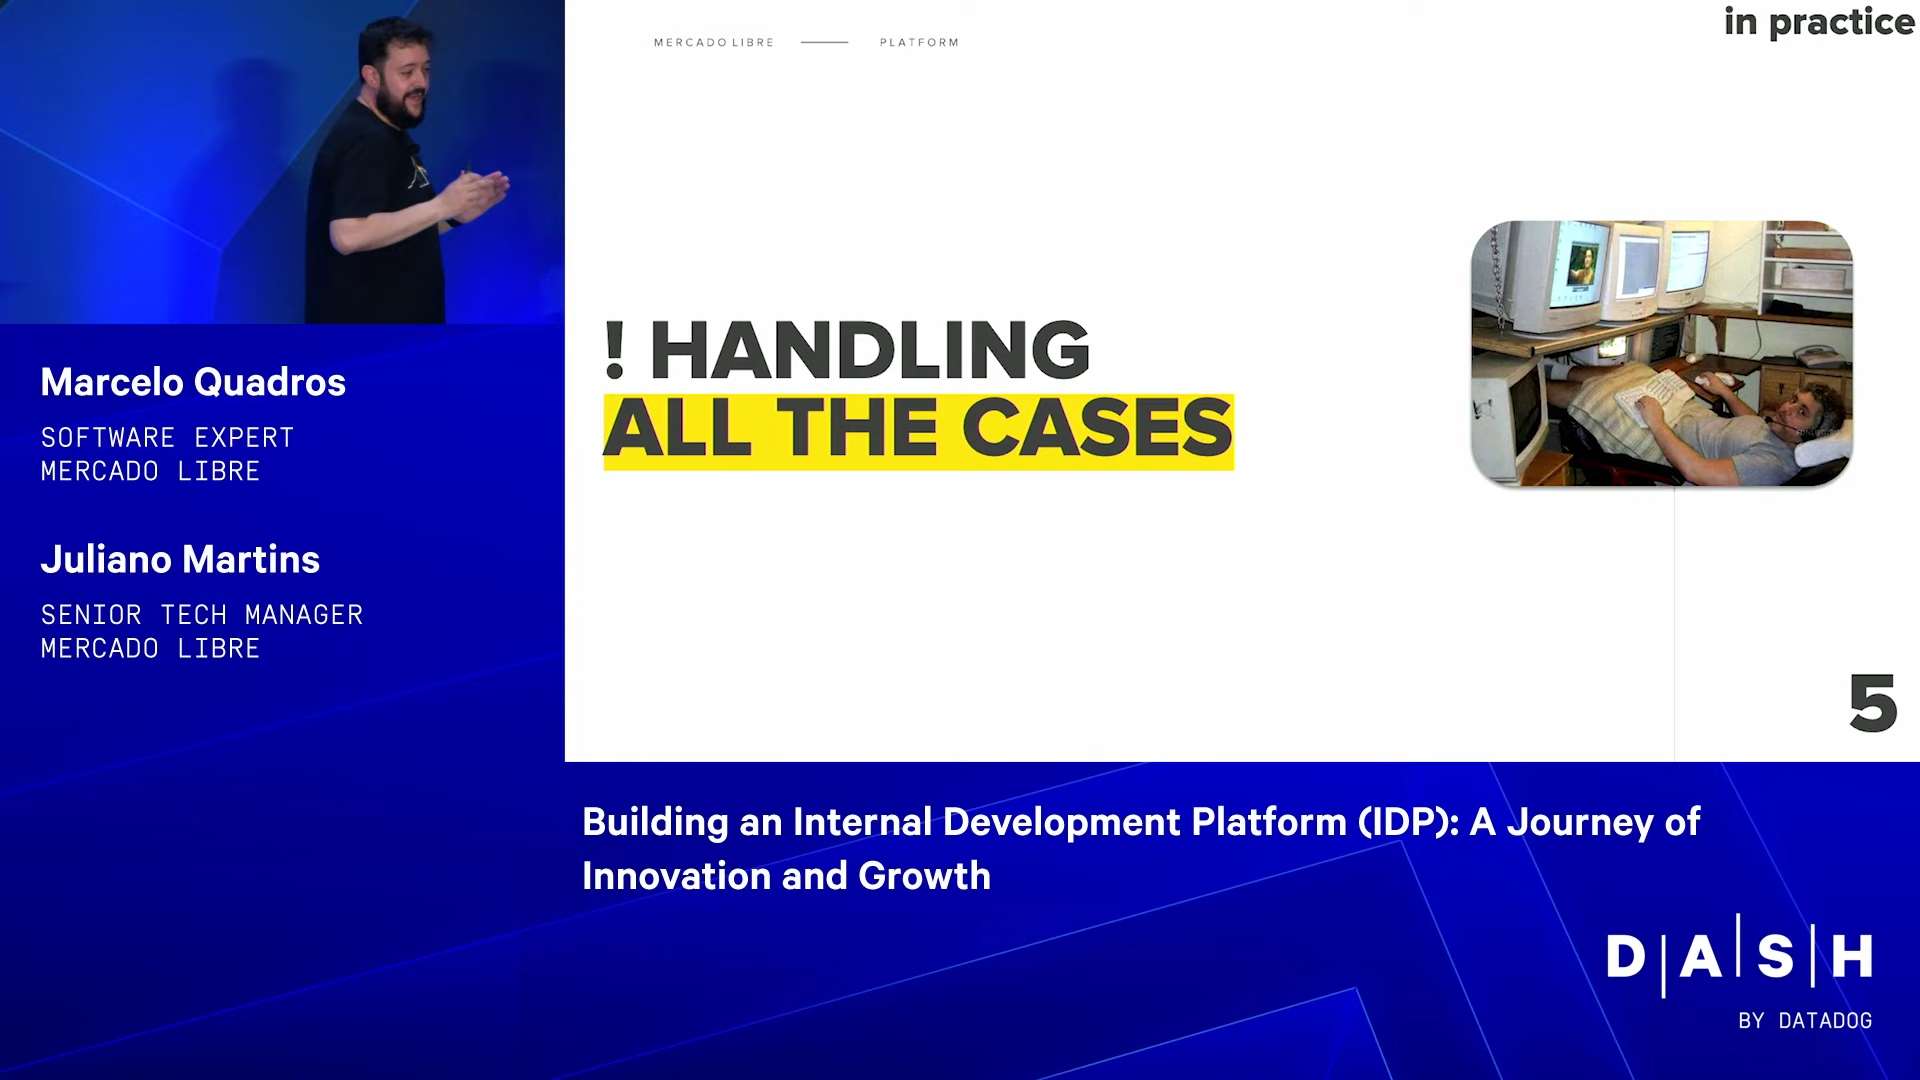 in practice
MERCADO LIBRE PLATFORM
! HANDLING
ALL THE CASES
5
Marcelo Quadros
SOFTWARE EXPERT
MERCADO LIBRE
Juliano Martins
SENIOR TECH MANAGER
MERCADO LIBRE
Building an Internal Development Platform (IDP): A Journey of
Innovation and Growth
D|A|S|H
BY DATADOG